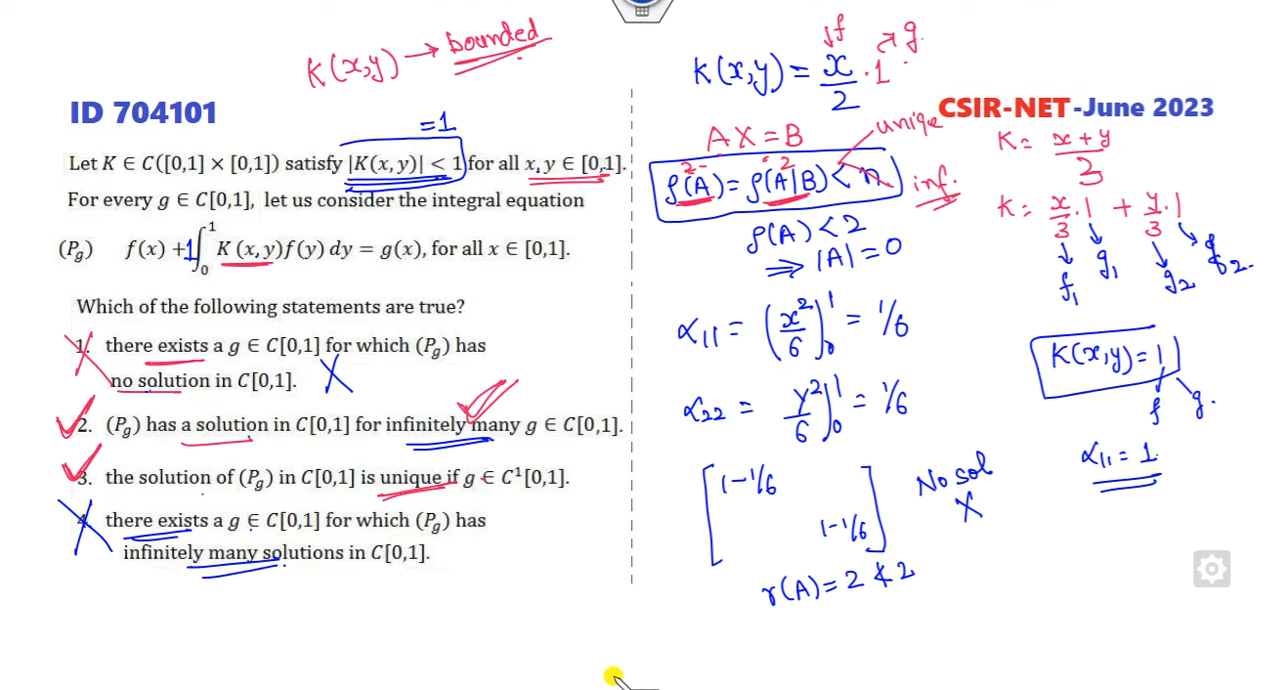 K(x,y) → bounded
ID 704101
=1
Let K ∈ C([0,1] × [0,1]) satisfy |K(x,y)| < 1 for all x, y ∈ [0,1].
For every g ∈ C[0,1], let us consider the integral equation
(P_g) f(x) + 1∫₀¹ K (x,y)f(y) dy = g(x), for all x ∈ [0,1].
Which of the following statements are true?
1. there exists a g ∈ C[0,1] for which (P_g) has
no solution in C[0,1].
2. (P_g) has a solution in C[0,1] for infinitely many g ∈ C[0,1].
3. the solution of (P_g) in C[0,1] is unique if g ∈ C¹[0,1].
4. there exists a g ∈ C[0,1] for which (P_g) has
infinitely many solutions in C[0,1].
↓f → g.
K(x,y) = x/2 · 1
CSIR-NET-June 2023
AX = B
unique
2 2
ρ(A) = ρ(A|B) < n
inf.
ρ(A) < 2
⇒ |A| = 0
α₁₁ = (x²/6)₀¹ = 1/6
α₂₂ = y²/6)₀¹ = 1/6
[1-1/6
1-1/6]
r(A) = 2 & 2
No sol
X
K = x+y/3
K = x/3 · 1 + y/3 · 1
f₁ g₁ g₂ 2.
K(x,y) = 1
f g.
α₁₁ = 1